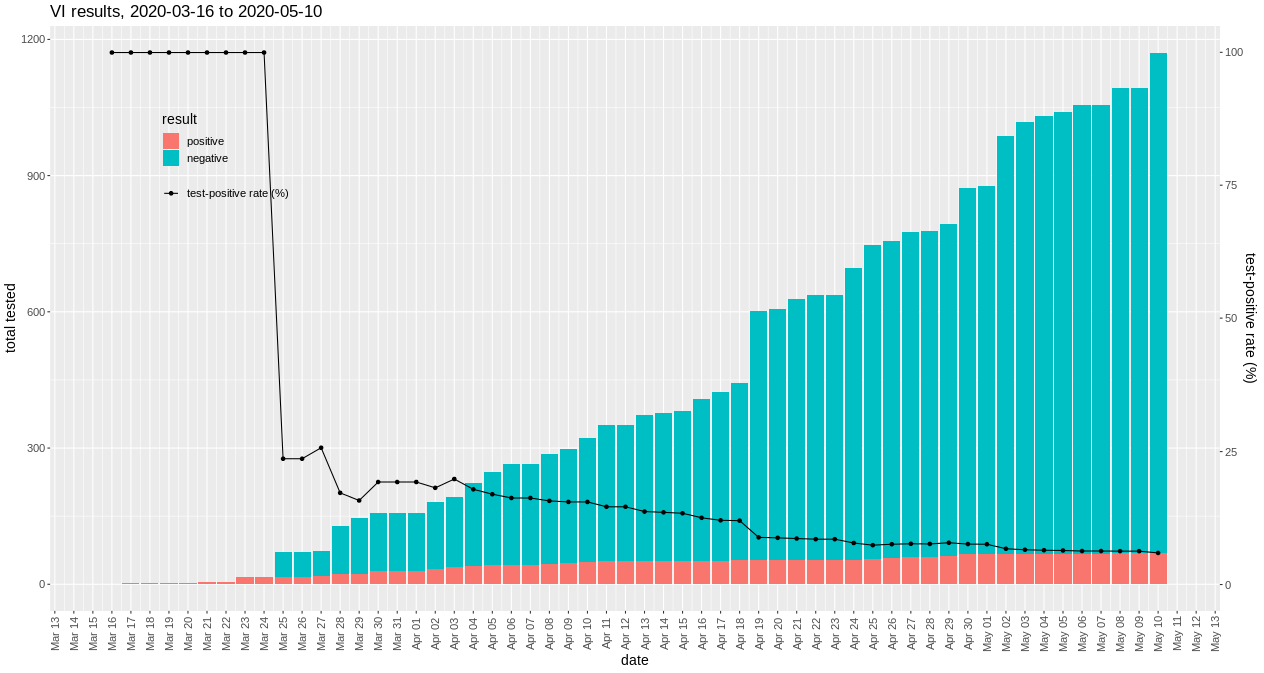 VI results, 2020-03-16 to 2020-05-10
1200
900
600
300
0
total tested
result
positive
negative
test-positive rate (%)
100
75
50
25
0
test-positive rate (%)
Mar 13
Mar 14
Mar 15
Mar 16
Mar 17
Mar 18
Mar 19
Mar 20
Mar 21
Mar 22
Mar 23
Mar 24
Mar 25
Mar 26
Mar 27
Mar 28
Mar 29
Mar 30
Mar 31
Apr 01
Apr 02
Apr 03
Apr 04
Apr 05
Apr 06
Apr 07
Apr 08
Apr 09
Apr 10
Apr 11
Apr 12
Apr 13
Apr 14
Apr 15
Apr 16
Apr 17
Apr 18
Apr 19
Apr 20
Apr 21
Apr 22
Apr 23
Apr 24
Apr 25
Apr 26
Apr 27
Apr 28
Apr 29
Apr 30
May 01
May 02
May 03
May 04
May 05
May 06
May 07
May 08
May 09
May 10
May 11
May 12
May 13
date